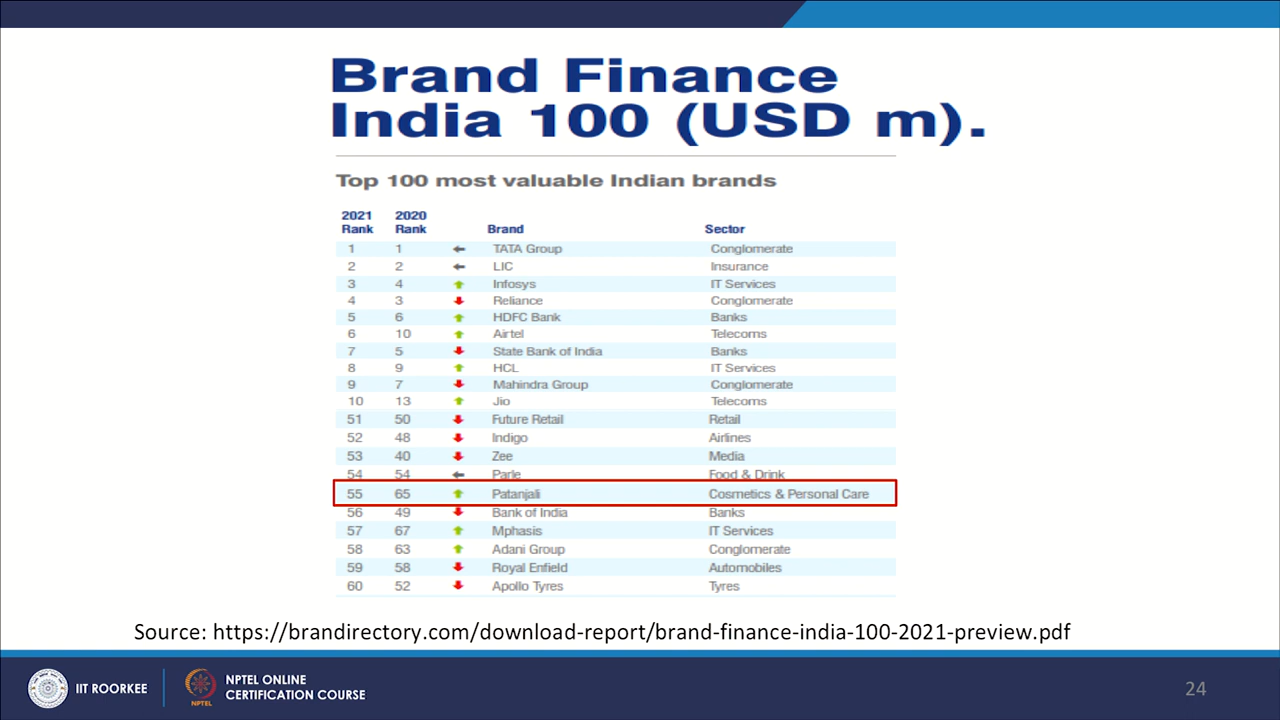 Brand Finance
India 100 (USD m).
Top 100 most valuable Indian brands
2021 Rank 2020 Rank Brand Sector
1 1 TATA Group Conglomerate
2 2 LIC Insurance
3 4 Infosys IT Services
4 3 Reliance Conglomerate
5 6 HDFC Bank Banks
6 10 Airtel Telecoms
7 5 State Bank of India Banks
8 9 HCL IT Services
9 7 Mahindra Group Conglomerate
10 13 Jio Telecoms
51 50 Future Retail Retail
52 48 Indigo Airlines
53 40 Zee Media
54 54 Parle Food & Drink
55 65 Patanjali Cosmetics & Personal Care
56 49 Bank of India Banks
57 67 Mphasis IT Services
58 63 Adani Group Conglomerate
59 58 Royal Enfield Automobiles
60 52 Apollo Tyres Tyres
Source: https://brandirectory.com/download-report/brand-finance-india-100-2021-preview.pdf
IIT ROORKEE
NPTEL
NPTEL ONLINE
CERTIFICATION COURSE
24